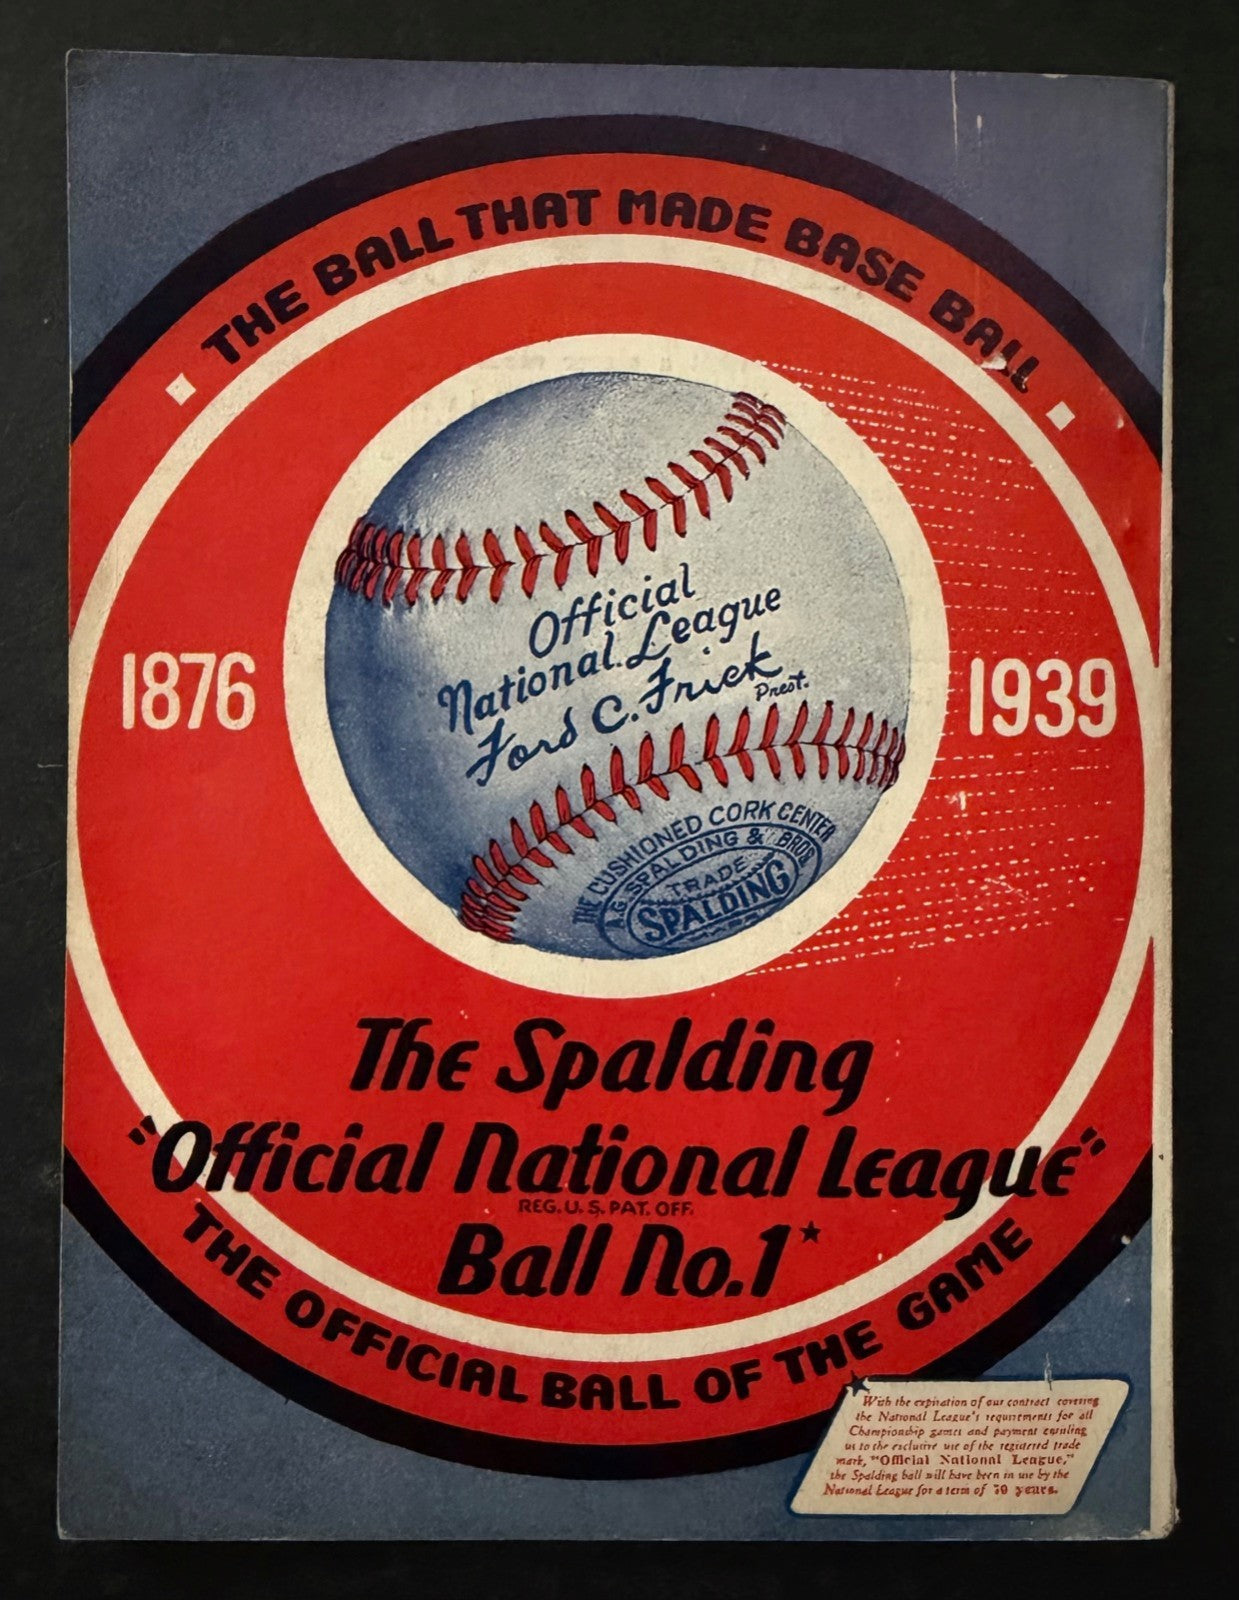 THE BALL THAT MADE BASE BALL
Official
National League
Ford C. Frick
Prest.
1876
1939
THE CUSHIONED CORK CENTER
A.G. SPALDING & BROS.
TRADE
SPALDING
The Spalding
"Official National League"
REG. U. S. PAT. OFF.
Ball No.1*
THE OFFICIAL BALL OF THE GAME
With the expiration of our contract covering
the National League's requirements for all
Championship games and payment entitling
us to the exclusive use of the registered trade
mark, "Official National League,"
the Spalding ball will have been in use by the
National League for a term of years.